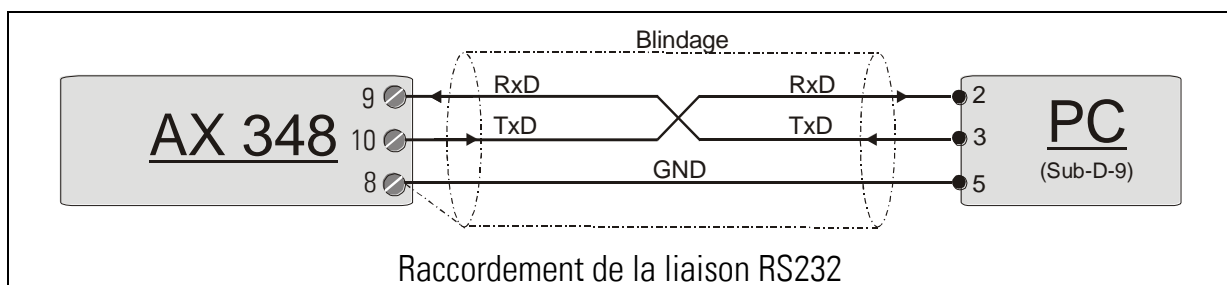 Blindage
9 RxD RxD 2
AX 348 10 TxD TxD 3 PC
(Sub-D-9)
8 GND 5
Raccordement de la liaison RS232